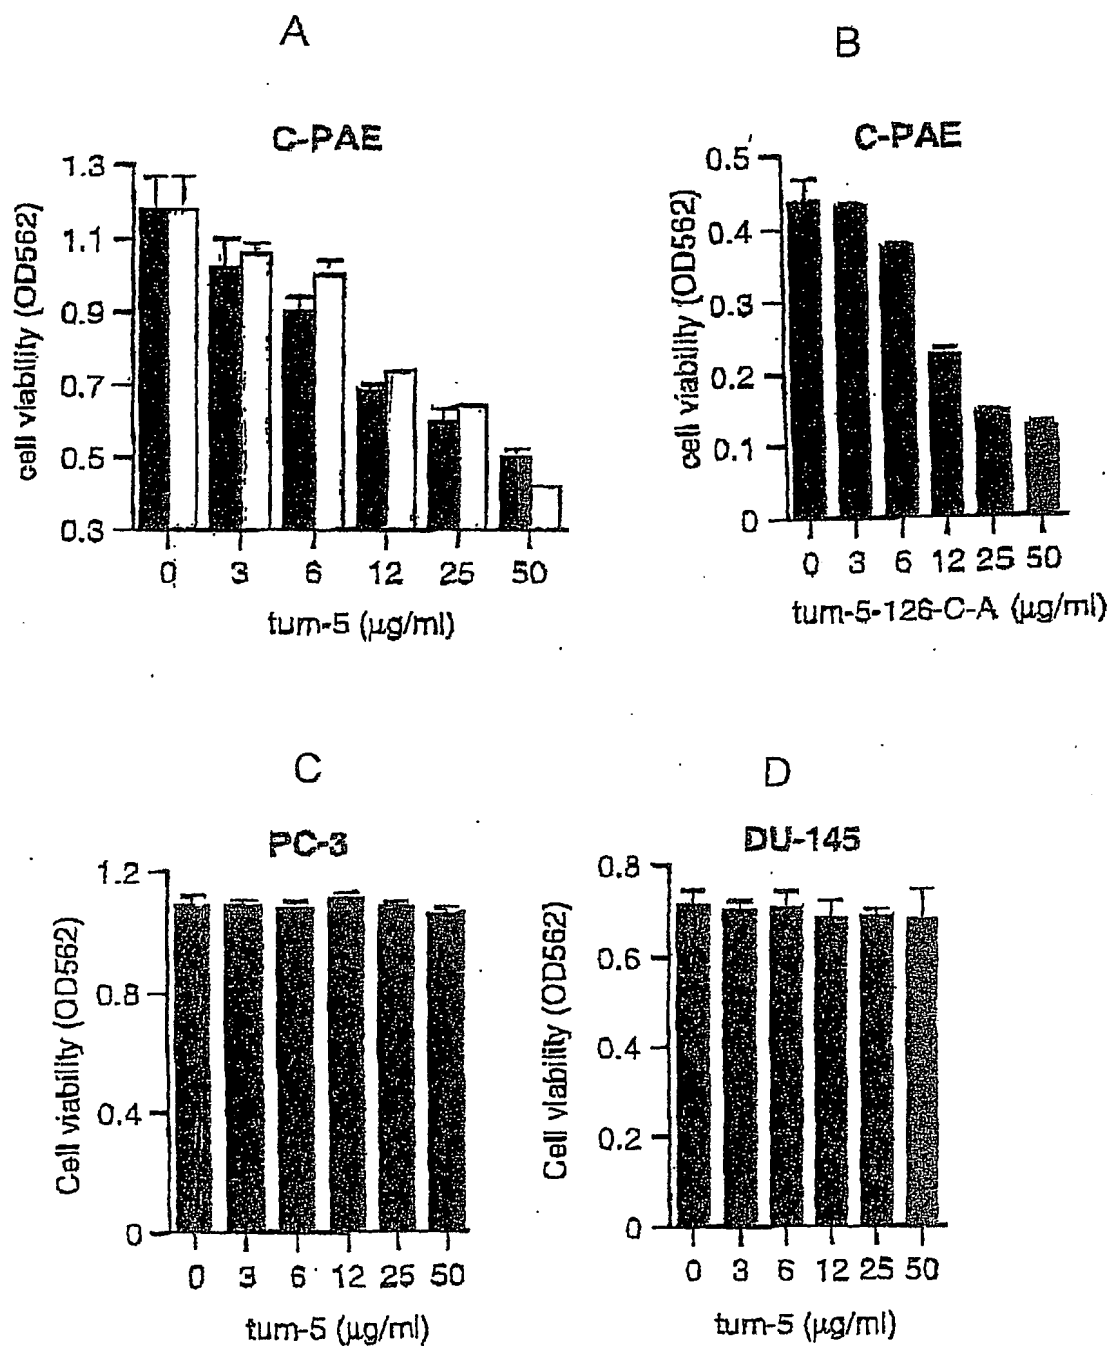 A
C-PAE
cell viability (OD562)
1.3
1.1
0.9
0.7
0.5
0.3
0 3 6 12 25 50
tum-5 (µg/ml)
B
C-PAE
cell viability (OD562)
0.5
0.4
0.3
0.2
0.1
0
0 3 6 12 25 50
tum-5-126-C-A (µg/ml)
C
PC-3
Cell viability (OD562)
1.2
0.8
0.4
0
0 3 6 12 25 50
tum-5 (µg/ml)
D
DU-145
Cell viability (OD562)
0.8
0.6
0.4
0.2
0
0 3 6 12 25 50
tum-5 (µg/ml)